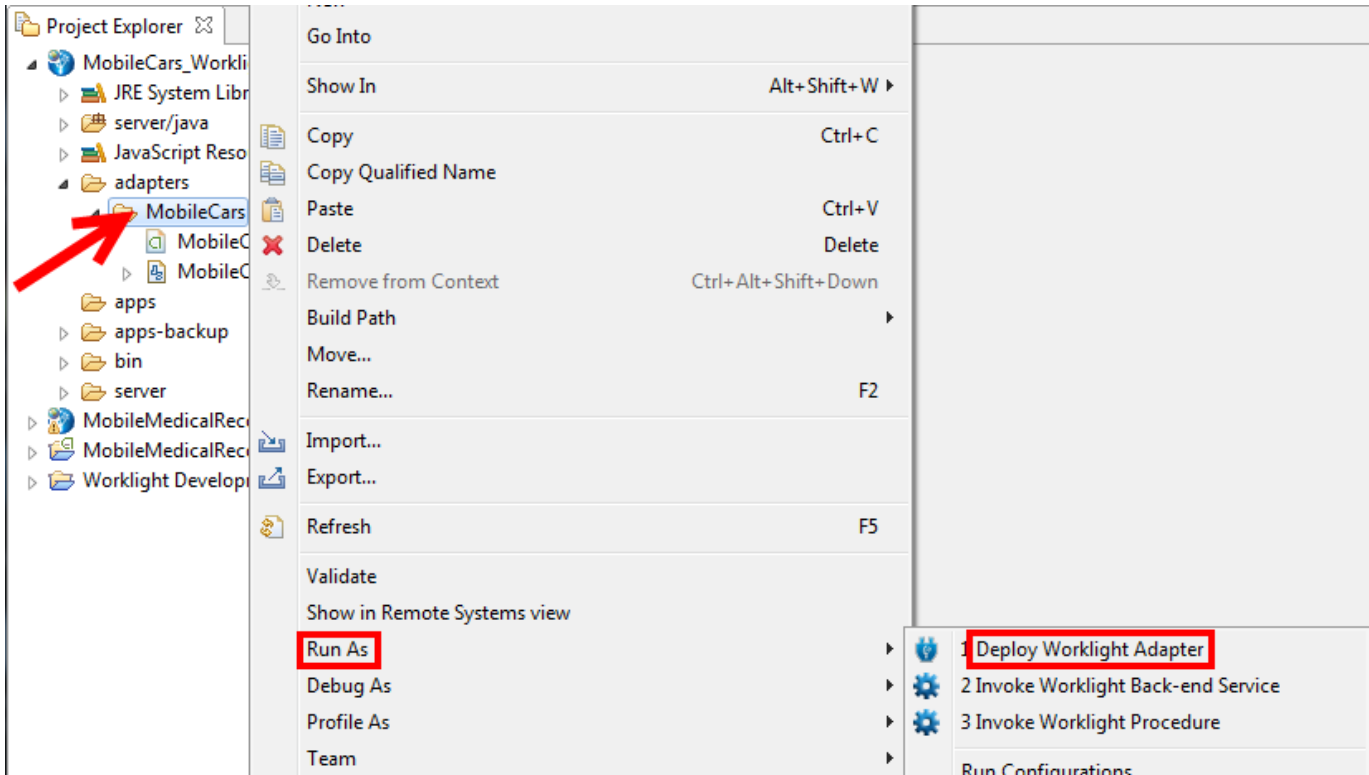 Project Explorer
MobileCars_Workli
JRE System Libr
server/java
JavaScript Reso
adapters
MobileCars
MobileC
MobileC
apps
apps-backup
bin
server
MobileMedicalRec
MobileMedicalRec
Worklight Develop
Go Into
Show In Alt+Shift+W
Copy Ctrl+C
Copy Qualified Name
Paste Ctrl+V
Delete Delete
Remove from Context Ctrl+Alt+Shift+Down
Build Path
Move...
Rename... F2
Import...
Export...
Refresh F5
Validate
Show in Remote Systems view
Run As
Debug As
Profile As
Team
1 Deploy Worklight Adapter
2 Invoke Worklight Back-end Service
3 Invoke Worklight Procedure
Run Configurations